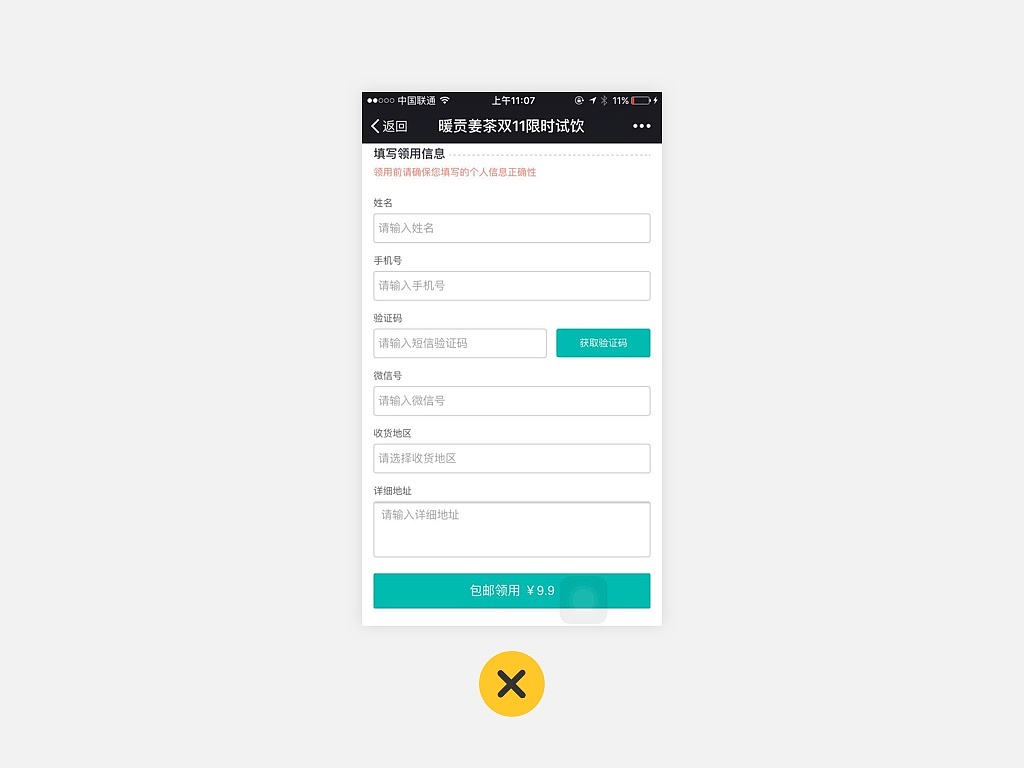 中国联通 上午11:07 11%
返回 暖贡姜茶双11限时试饮
填写领用信息
领用前请确保您填写的个人信息正确性
姓名
请输入姓名
手机号
请输入手机号
验证码
请输入短信验证码 获取验证码
微信号
请输入微信号
收货地区
请选择收货地区
详细地址
请输入详细地址
包邮领用 ￥9.9